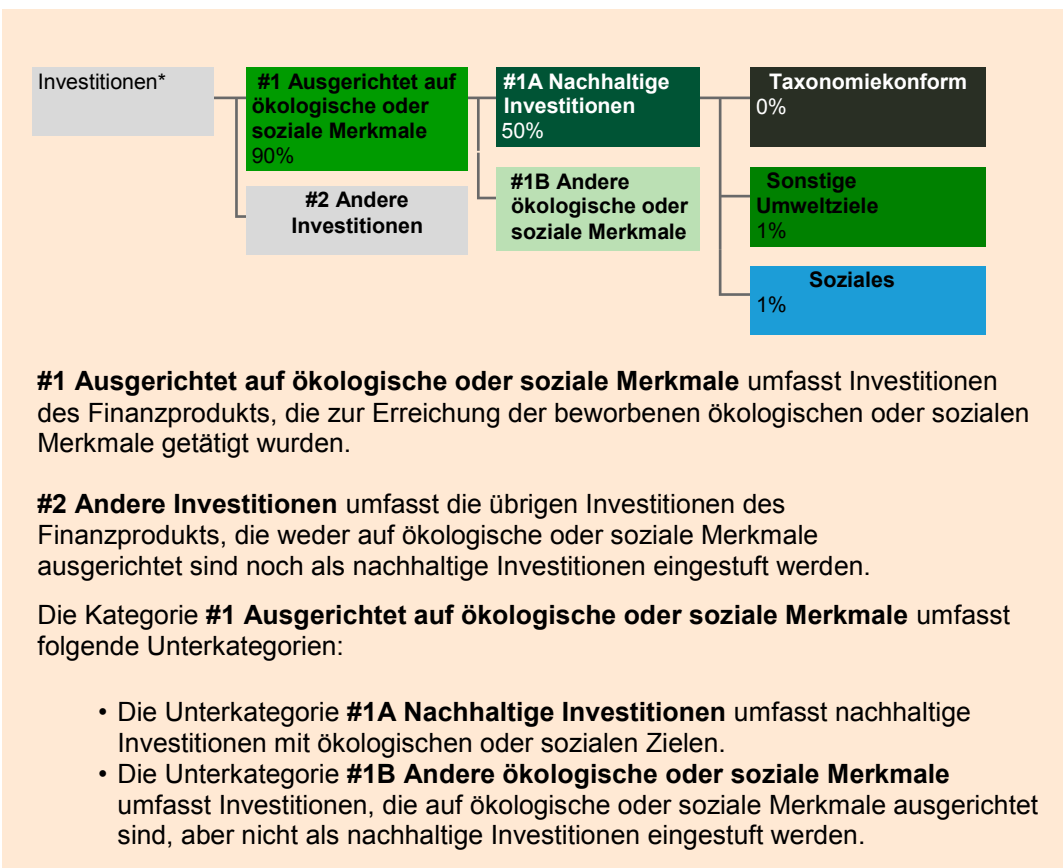 Investitionen*
#1 Ausgerichtet auf
ökologische oder
soziale Merkmale
90%
#2 Andere
Investitionen
#1A Nachhaltige
Investitionen
50%
#1B Andere
ökologische oder
soziale Merkmale
Taxonomiekonform
0%
Sonstige
Umweltziele
1%
Soziales
1%
#1 Ausgerichtet auf ökologische oder soziale Merkmale umfasst Investitionen
des Finanzprodukts, die zur Erreichung der beworbenen ökologischen oder sozialen
Merkmale getätigt wurden.
#2 Andere Investitionen umfasst die übrigen Investitionen des
Finanzprodukts, die weder auf ökologische oder soziale Merkmale
ausgerichtet sind noch als nachhaltige Investitionen eingestuft werden.
Die Kategorie #1 Ausgerichtet auf ökologische oder soziale Merkmale umfasst
folgende Unterkategorien:
• Die Unterkategorie #1A Nachhaltige Investitionen umfasst nachhaltige
Investitionen mit ökologischen oder sozialen Zielen.
• Die Unterkategorie #1B Andere ökologische oder soziale Merkmale
umfasst Investitionen, die auf ökologische oder soziale Merkmale ausgerichtet
sind, aber nicht als nachhaltige Investitionen eingestuft werden.